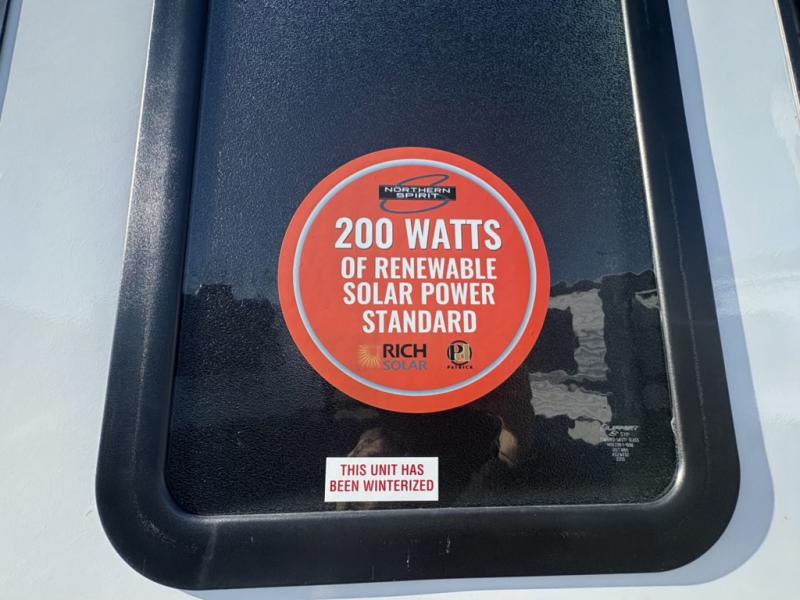 NORTHERN
SPIRIT
200 WATTS
OF RENEWABLE
SOLAR POWER
STANDARD
RICH
SOLAR
PATRICK
THIS UNIT HAS
BEEN WINTERIZED